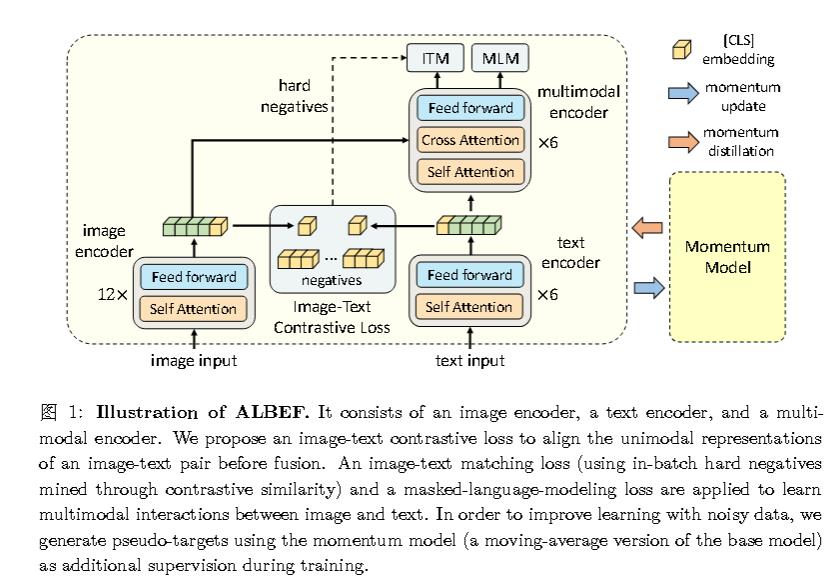 ITM
MLM
[CLS]
embedding
hard
negatives
Feed forward
multimodal
encoder
momentum
update
Cross Attention
×6
momentum
distillation
Self Attention
image
encoder
text
encoder
Momentum
Model
Feed forward
negatives
Feed forward
12×
Self Attention
Image-Text
Contrastive Loss
Self Attention
×6
image input
text input
图 1: Illustration of ALBEF. It consists of an image encoder, a text encoder, and a multi-
modal encoder. We propose an image-text contrastive loss to align the unimodal representations
of an image-text pair before fusion. An image-text matching loss (using in-batch hard negatives
mined through contrastive similarity) and a masked-language-modeling loss are applied to learn
multimodal interactions between image and text. In order to improve learning with noisy data, we
generate pseudo-targets using the momentum model (a moving-average version of the base model)
as additional supervision during training.